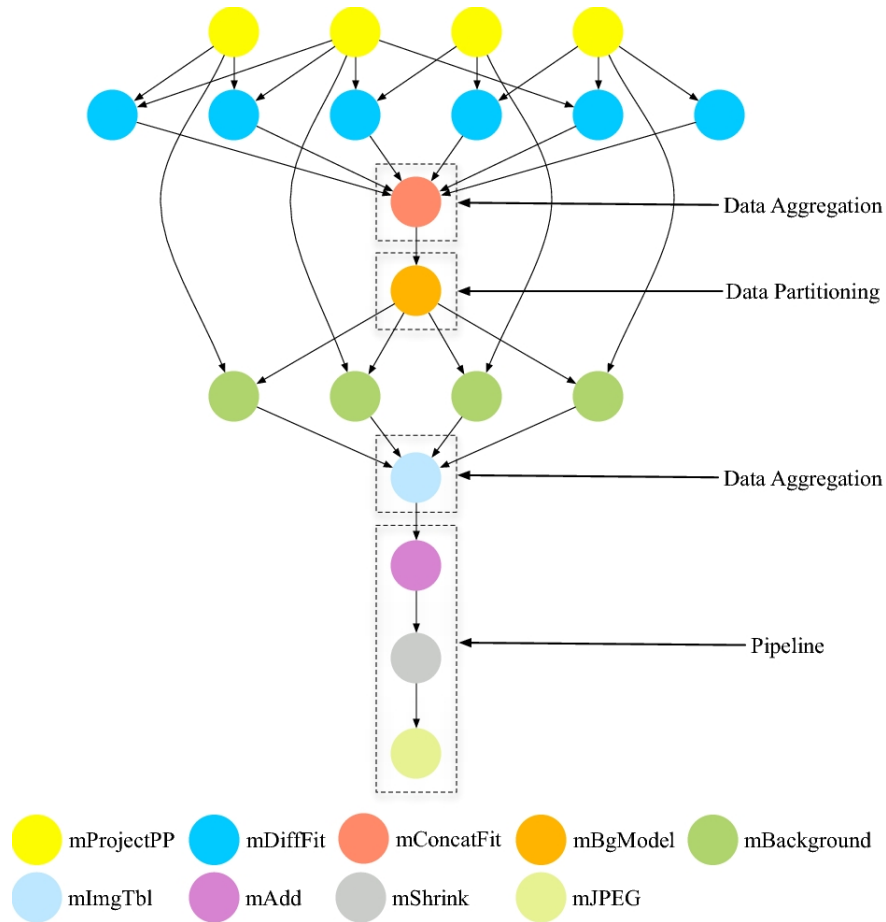 Data Aggregation
Data Partitioning
Data Aggregation
Pipeline
mProjectPP mDiffFit mConcatFit mBgModel mBackground
mImgTbl mAdd mShrink mJPEG